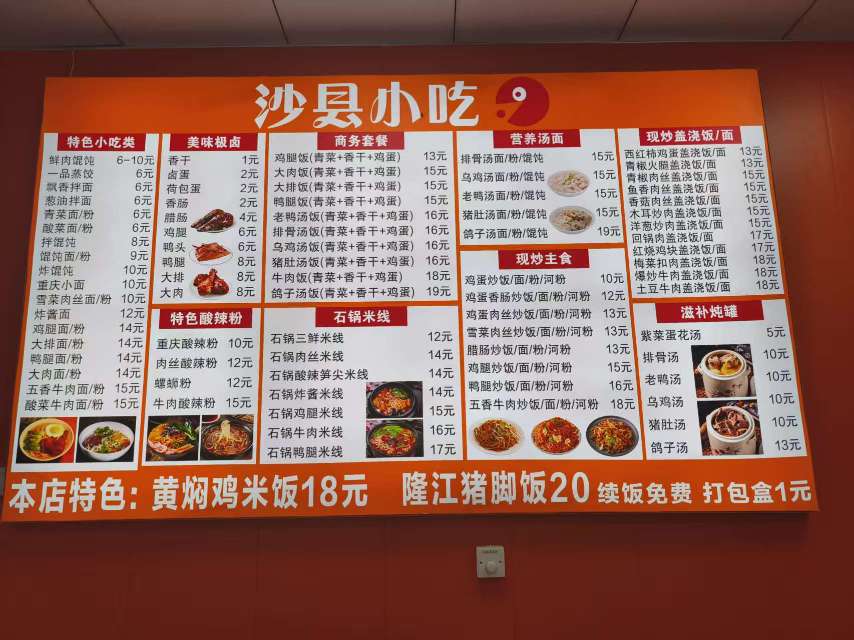 沙县小吃
特色小吃类
鲜肉馄饨 6-10元
一品蒸饺 6元
飘香拌面 6元
葱油拌面 6元
青菜面/粉 6元
酸菜面/粉 6元
拌馄饨 8元
馄饨面/粉 9元
炸馄饨 10元
重庆小面 10元
雪菜肉丝面/粉 10元
炸酱面 12元
鸡腿面/粉 14元
大排面/粉 14元
鸭腿面/粉 14元
大肉面/粉 14元
五香牛肉面/粉 15元
酸菜牛肉面/粉 15元
美味极卤
香干 1元
卤蛋 2元
荷包蛋 2元
香肠 2元
腊肠 4元
鸡腿 6元
鸭头 6元
鸭腿 8元
大排 8元
大肉 8元
特色酸辣粉
重庆酸辣粉 10元
肉丝酸辣粉 12元
螺蛳粉 12元
牛肉酸辣粉 15元
商务套餐
鸡腿饭(青菜+香干+鸡蛋) 13元
大肉饭(青菜+香干+鸡蛋) 15元
大排饭(青菜+香干+鸡蛋) 15元
鸭腿饭(青菜+香干+鸡蛋) 15元
老鸭汤饭(青菜+香干+鸡蛋) 16元
排骨汤饭(青菜+香干+鸡蛋) 16元
乌鸡汤饭(青菜+香干+鸡蛋) 16元
猪肚汤饭(青菜+香干+鸡蛋) 16元
牛肉饭(青菜+香干+鸡蛋) 18元
鸽子汤饭(青菜+香干+鸡蛋) 19元
石锅米线
石锅三鲜米线 12元
石锅肉丝米线 14元
石锅酸辣笋尖米线 14元
石锅炸酱米线 14元
石锅鸡腿米线 15元
石锅牛肉米线 16元
石锅鸭腿米线 17元
营养汤面
排骨汤面/粉/馄饨 15元
乌鸡汤面/粉/馄饨 15元
老鸭汤面/粉/馄饨 15元
猪肚汤面/粉/馄饨 15元
鸽子汤面/粉/馄饨 19元
现炒主食
鸡蛋炒饭/面/粉/河粉 10元
鸡蛋香肠炒饭/面/粉/河粉 12元
鸡蛋肉丝炒饭/面/粉/河粉 13元
雪菜肉丝炒饭/面/粉/河粉 13元
腊肠炒饭/面/粉/河粉 13元
鸡腿炒饭/面/粉/河粉 15元
鸭腿炒饭/面/粉/河粉 16元
五香牛肉炒饭/面/粉/河粉 18元
现炒盖浇饭/面
西红柿鸡蛋盖浇饭/面 13元
青椒火腿盖浇饭/面 13元
青椒肉丝盖浇饭/面 15元
鱼香肉丝盖浇饭/面 15元
香菇肉丝盖浇饭/面 15元
木耳炒肉盖浇饭/面 15元
洋葱炒肉盖浇饭/面 15元
回锅肉盖浇饭/面 17元
红烧鸡块盖浇饭/面 17元
梅菜扣肉盖浇饭/面 18元
爆炒牛肉盖浇饭/面 18元
土豆牛肉盖浇饭/面 18元
滋补炖罐
紫菜蛋花汤 5元
排骨汤 10元
老鸭汤 10元
乌鸡汤 10元
猪肚汤 10元
鸽子汤 13元
本店特色：黄焖鸡米饭18元 隆江猪脚饭20 续饭免费 打包盒1元